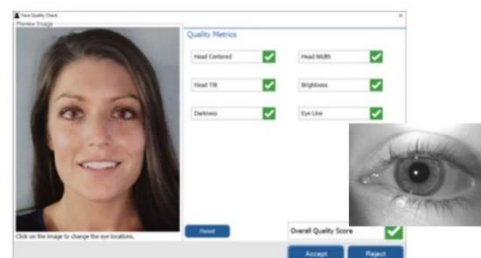 Face Quality Check
Preview Image
Quality Metrics
Head Centered
Head Width
Head Tilt
Brightness
Darkness
Eye Line
Click on the image to change the eye locations.
Reset
Overall Quality Score
Accept
Reject